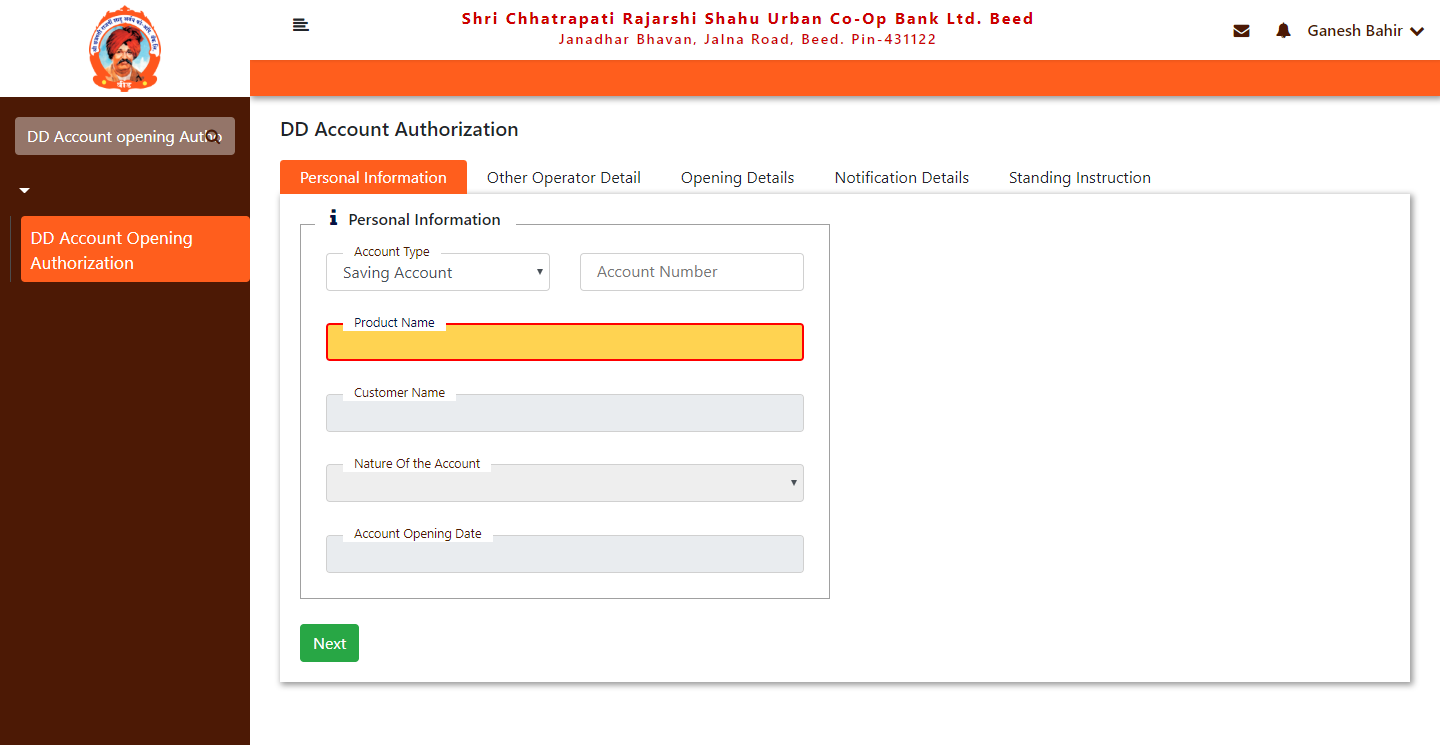 Shri Chhatrapati Rajarshi Shahu Urban Co-Op Bank Ltd. Beed
Janadhar Bhavan, Jalna Road, Beed. Pin-431122
Ganesh Bahir
बीड
DD Account opening Autho
DD Account Opening
Authorization
DD Account Authorization
Personal Information
Other Operator Detail
Opening Details
Notification Details
Standing Instruction
Personal Information
Account Type
Saving Account
Account Number
Product Name
Customer Name
Nature Of the Account
Account Opening Date
Next